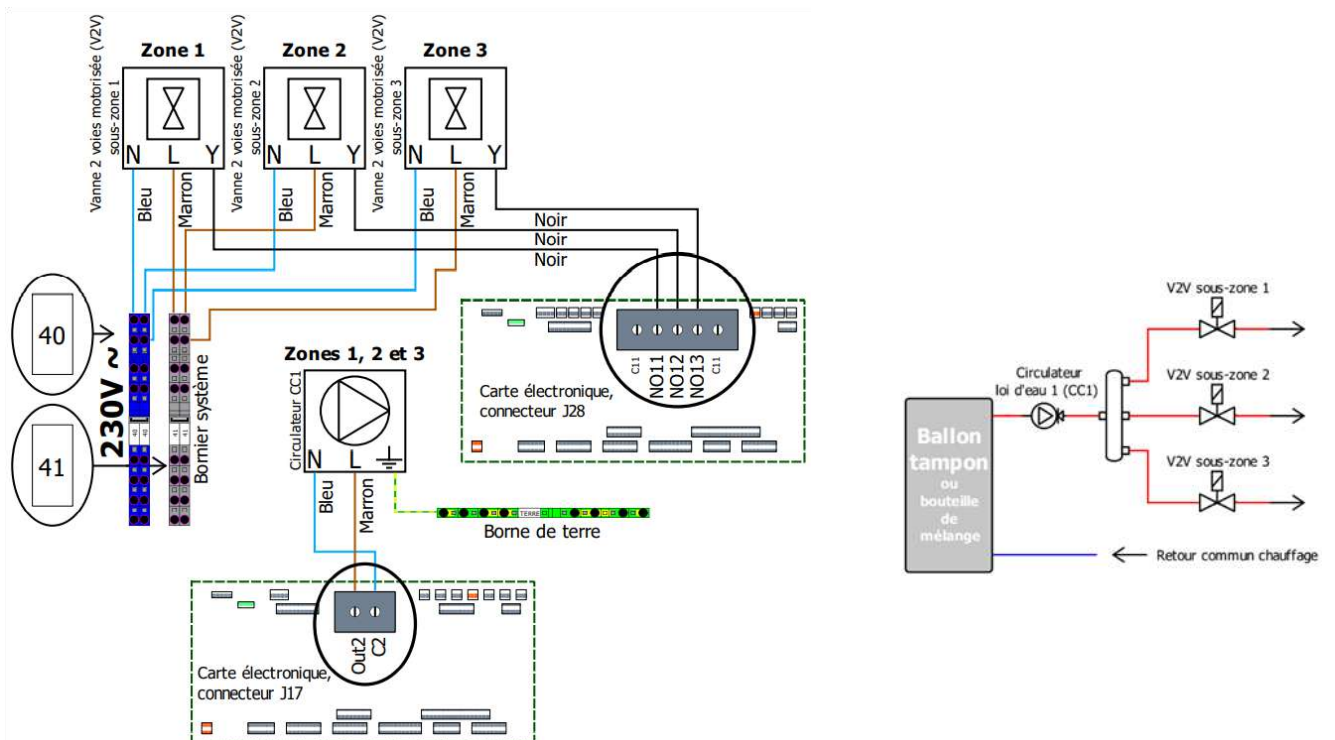 Zone 1
Zone 2
Zone 3
Vanne 2 voies motorisée (V2V)
sous-zone 1
Vanne 2 voies motorisée (V2V)
sous-zone 2
Vanne 2 voies motorisée (V2V)
sous-zone 3
N L Y
N L Y
N L Y
Bleu
Marron
Bleu
Marron
Bleu
Marron
Noir
Noir
Noir
40
41
230V ~
40 40
41 41
Bornier système
Zones 1, 2 et 3
Circulateur CC1
N L
Bleu
Marron
TERRE
Borne de terre
C11
NO11
NO12
NO13
C11
Carte électronique,
connecteur J28
Out2
C2
Carte électronique,
connecteur J17
V2V sous-zone 1
Circulateur
loi d'eau 1 (CC1)
V2V sous-zone 2
V2V sous-zone 3
Ballon
tampon
ou
bouteille
de
mélange
Retour commun chauffage